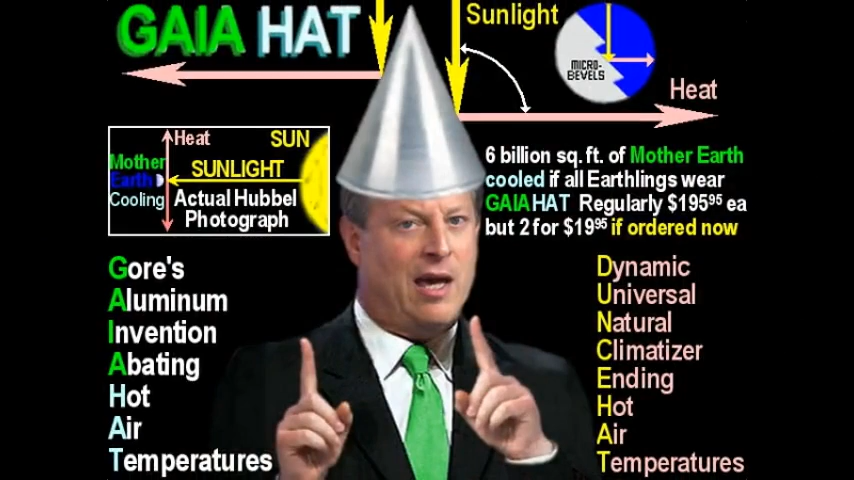 GAIA HAT
Sunlight
MICRO-
BEVELS
Heat
Heat
SUN
Mother
Earth
Cooling
SUNLIGHT
Actual Hubbel
Photograph
6 billion sq. ft. of Mother Earth
cooled if all Earthlings wear
GAIA HAT Regularly $195⁹⁵ ea
but 2 for $19⁹⁵ if ordered now
Gore's
Aluminum
Invention
Abating
Hot
Air
Temperatures
Dynamic
Universal
Natural
Climatizer
Ending
Hot
Air
Temperatures